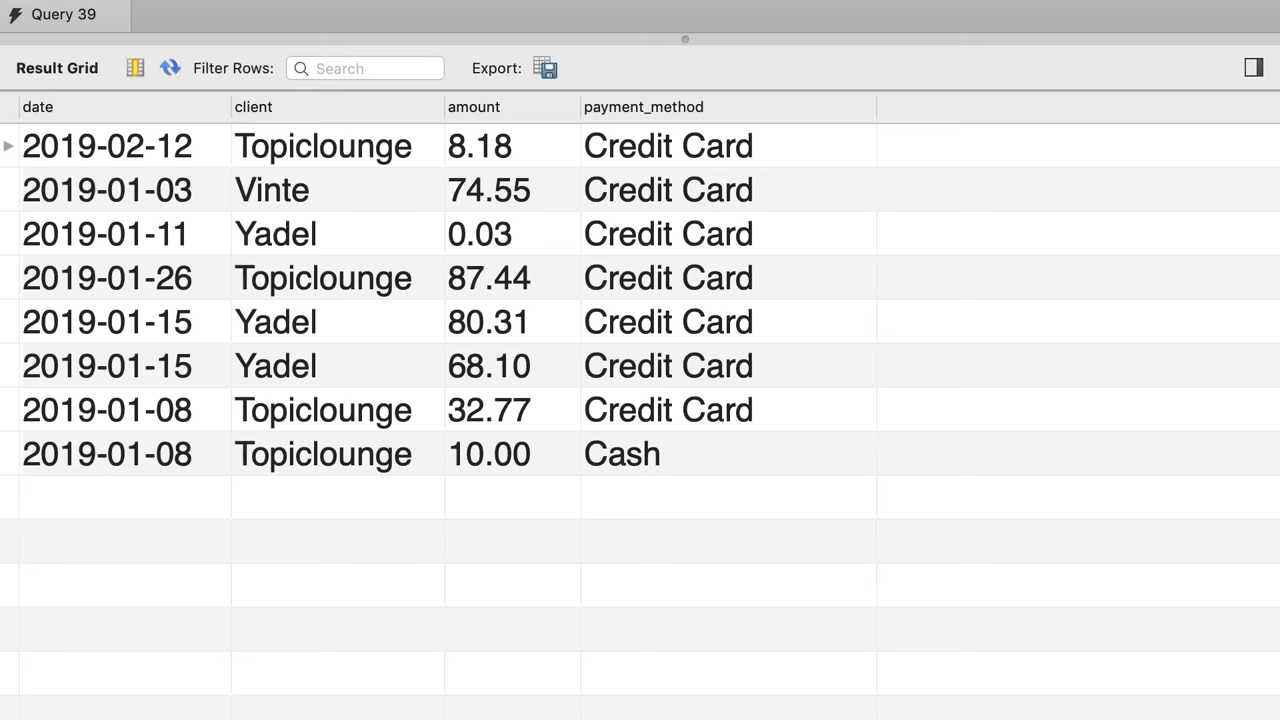 Query 39
Result Grid Filter Rows: Search Export:
date client amount payment_method
2019-02-12 Topiclounge 8.18 Credit Card
2019-01-03 Vinte 74.55 Credit Card
2019-01-11 Yadel 0.03 Credit Card
2019-01-26 Topiclounge 87.44 Credit Card
2019-01-15 Yadel 80.31 Credit Card
2019-01-15 Yadel 68.10 Credit Card
2019-01-08 Topiclounge 32.77 Credit Card
2019-01-08 Topiclounge 10.00 Cash